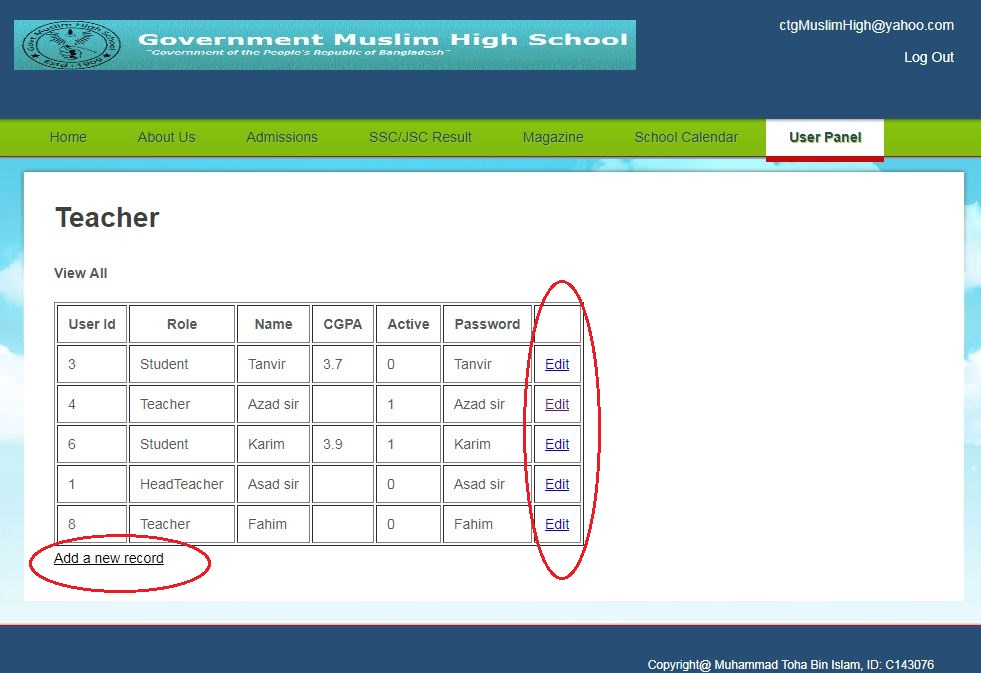 ctgMuslimHigh@yahoo.com
Government Muslim High School
"Government of the People's Republic of Bangladesh"
Log Out
Home About Us Admissions SSC/JSC Result Magazine School Calendar User Panel
Teacher
View All
User Id Role Name CGPA Active Password
3 Student Tanvir 3.7 0 Tanvir Edit
4 Teacher Azad sir 1 Azad sir Edit
6 Student Karim 3.9 1 Karim Edit
1 HeadTeacher Asad sir 0 Asad sir Edit
8 Teacher Fahim 0 Fahim Edit
Add a new record
Copyright@ Muhammad Toha Bin Islam, ID: C143076